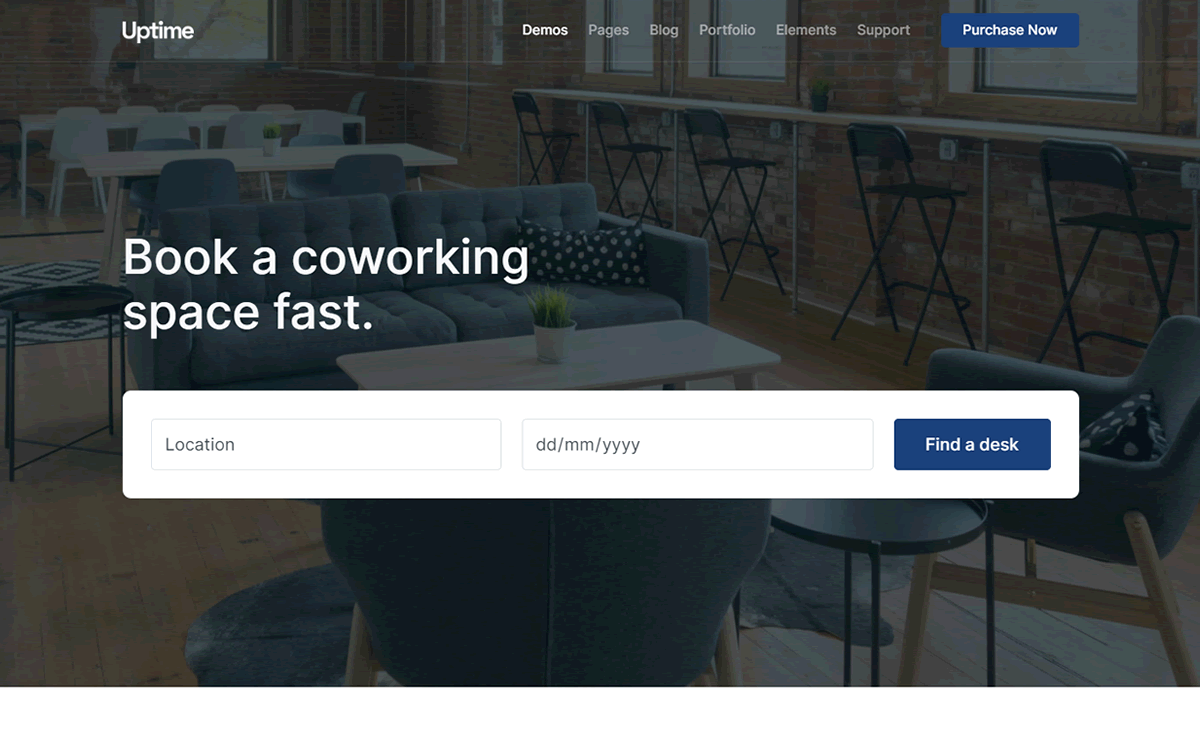 Uptime
Demos Pages Blog Portfolio Elements Support Purchase Now
Book a coworking
space fast.
Location dd/mm/yyyy Find a desk